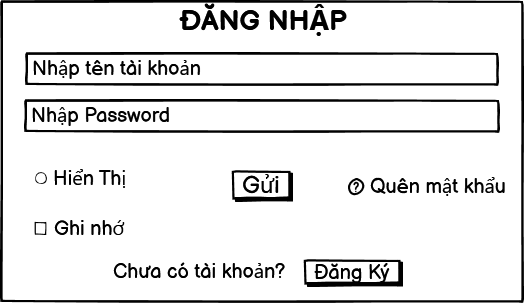 ĐĂNG NHẬP
Nhập tên tài khoản
Nhập Password
Hiển Thị
Gửi
Quên mật khẩu
Ghi nhớ
Chưa có tài khoản? Đăng Ký